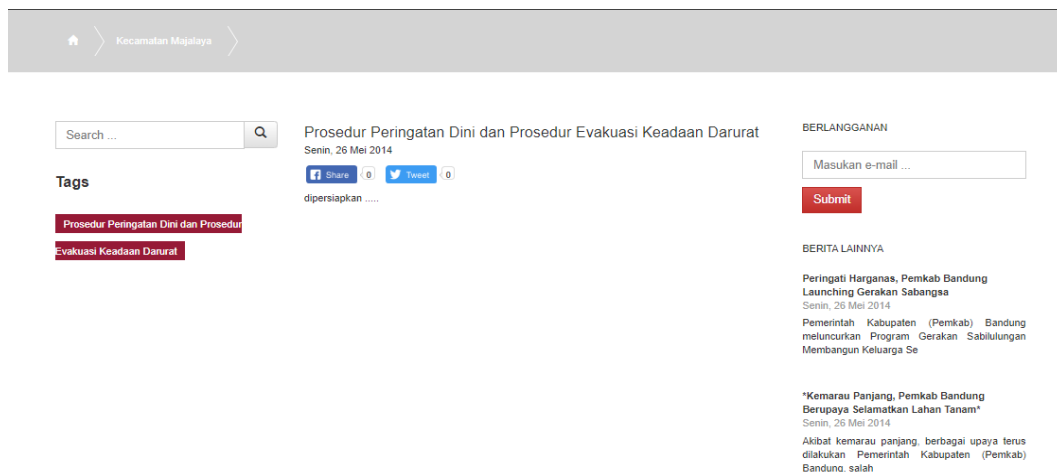 Kecamatan Majalaya
Search ...
Tags
Prosedur Peringatan Dini dan Prosedur
Evakuasi Keadaan Darurat
Prosedur Peringatan Dini dan Prosedur Evakuasi Keadaan Darurat
Senin, 26 Mei 2014
Share 0 Tweet 0
dipersiapkan .....
BERLANGGANAN
Masukan e-mail ...
Submit
BERITA LAINNYA
Peringati Harganas, Pemkab Bandung
Launching Gerakan Sabangsa
Senin, 26 Mei 2014
Pemerintah Kabupaten (Pemkab) Bandung
meluncurkan Program Gerakan Sabilulungan
Membangun Keluarga Se
*Kemarau Panjang, Pemkab Bandung
Berupaya Selamatkan Lahan Tanam*
Senin, 26 Mei 2014
Akibat kemarau panjang, berbagai upaya terus
dilakukan Pemerintah Kabupaten (Pemkab)
Bandung, salah